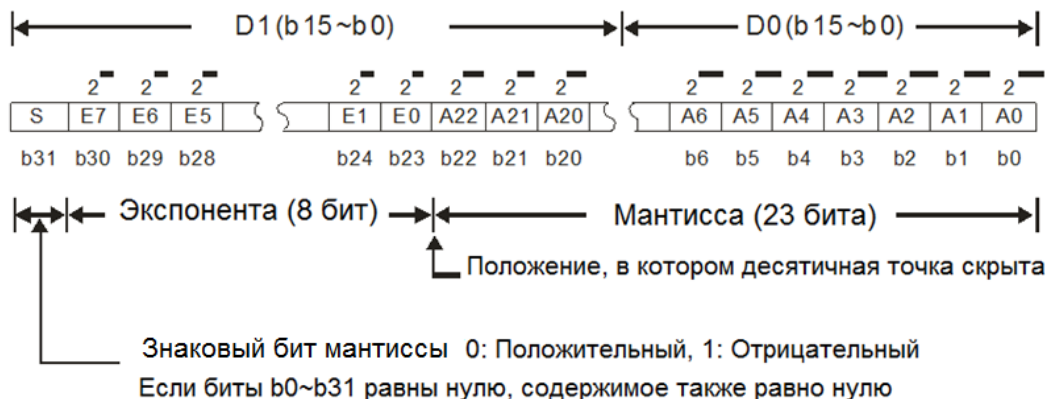 D1(b15~b0) D0(b15~b0)
2 2 2 2 2 2 2 2 2 2 2 2 2 2 2 2
S E7 E6 E5 E1 E0 A22 A21 A20 A6 A5 A4 A3 A2 A1 A0
b31 b30 b29 b28 b24 b23 b22 b21 b20 b6 b5 b4 b3 b2 b1 b0
Экспонента (8 бит) Мантисса (23 бита)
Положение, в котором десятичная точка скрыта
Знаковый бит мантиссы 0: Положительный, 1: Отрицательный
Если биты b0~b31 равны нулю, содержимое также равно нулю